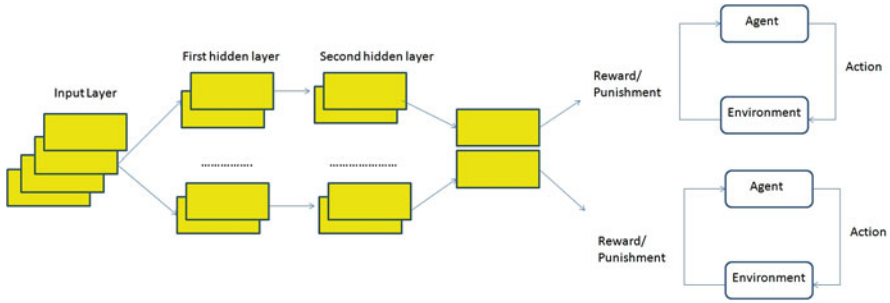 Input Layer
First hidden layer
Second hidden layer
................
....................
Reward/
Punishment
Agent
Action
Environment
Reward/
Punishment
Agent
Action
Environment